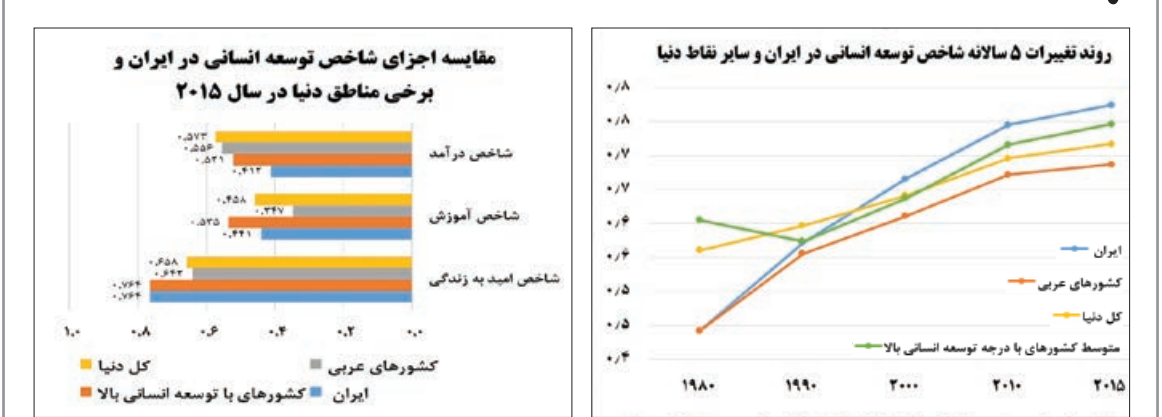 روند تغییرات ۵ سالانه شاخص توسعه انسانی در ایران و سایر نقاط دنیا
۰/۸
۰/۸
۰/۷
۰/۷
۰/۶
۰/۶
۰/۵
۰/۵
۰/۴
ایران
کشورهای عربی
کل دنیا
متوسط کشورهای با درجه توسعه انسانی بالا
۱۹۸۰ ۱۹۹۰ ۲۰۰۰ ۲۰۱۰ ۲۰۱۵
مقایسه اجزای شاخص توسعه انسانی در ایران و
برخی مناطق دنیا در سال ۲۰۱۵
شاخص درآمد
۰.۵۷۳
۰.۵۵۶
۰.۵۲۱
۰.۴۱۲
شاخص آموزش
۰.۴۵۸
۰.۳۴۷
۰.۵۳۵
۰.۴۴۱
شاخص امید به زندگی
۰.۶۵۸
۰.۶۴۳
۰.۷۶۴
۰.۷۶۴
۱.۰ ۰.۸ ۰.۶ ۰.۴ ۰.۲ ۰.۰
کشورهای عربی کل دنیا
ایران کشورهای با توسعه انسانی بالا